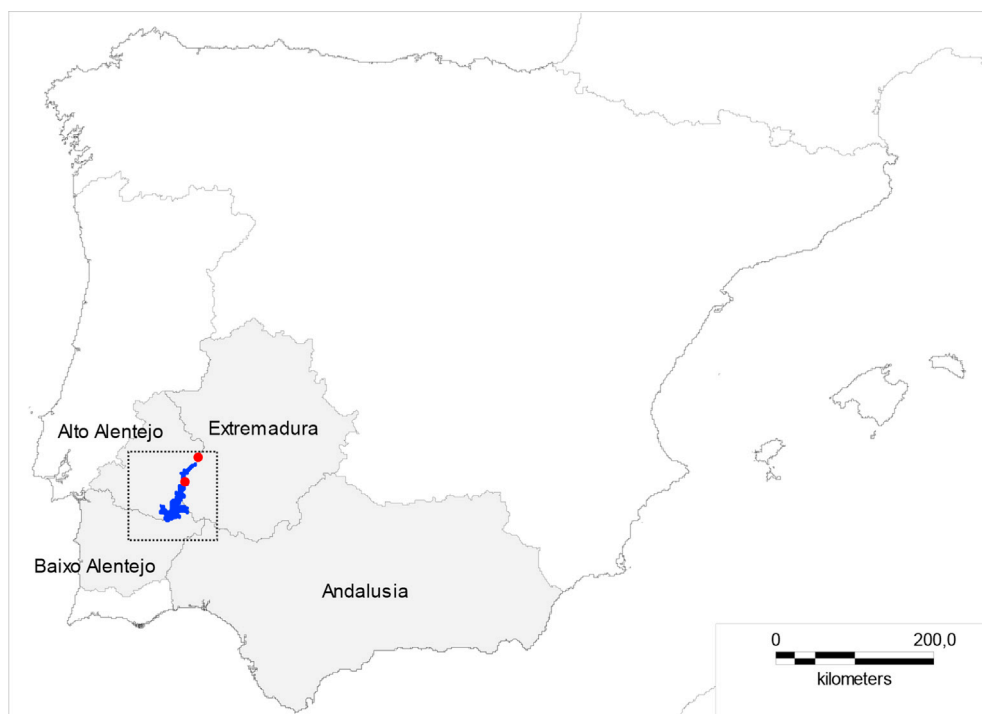 Alto Alentejo
Extremadura
Baixo Alentejo
Andalusia
0 200,0
kilometers